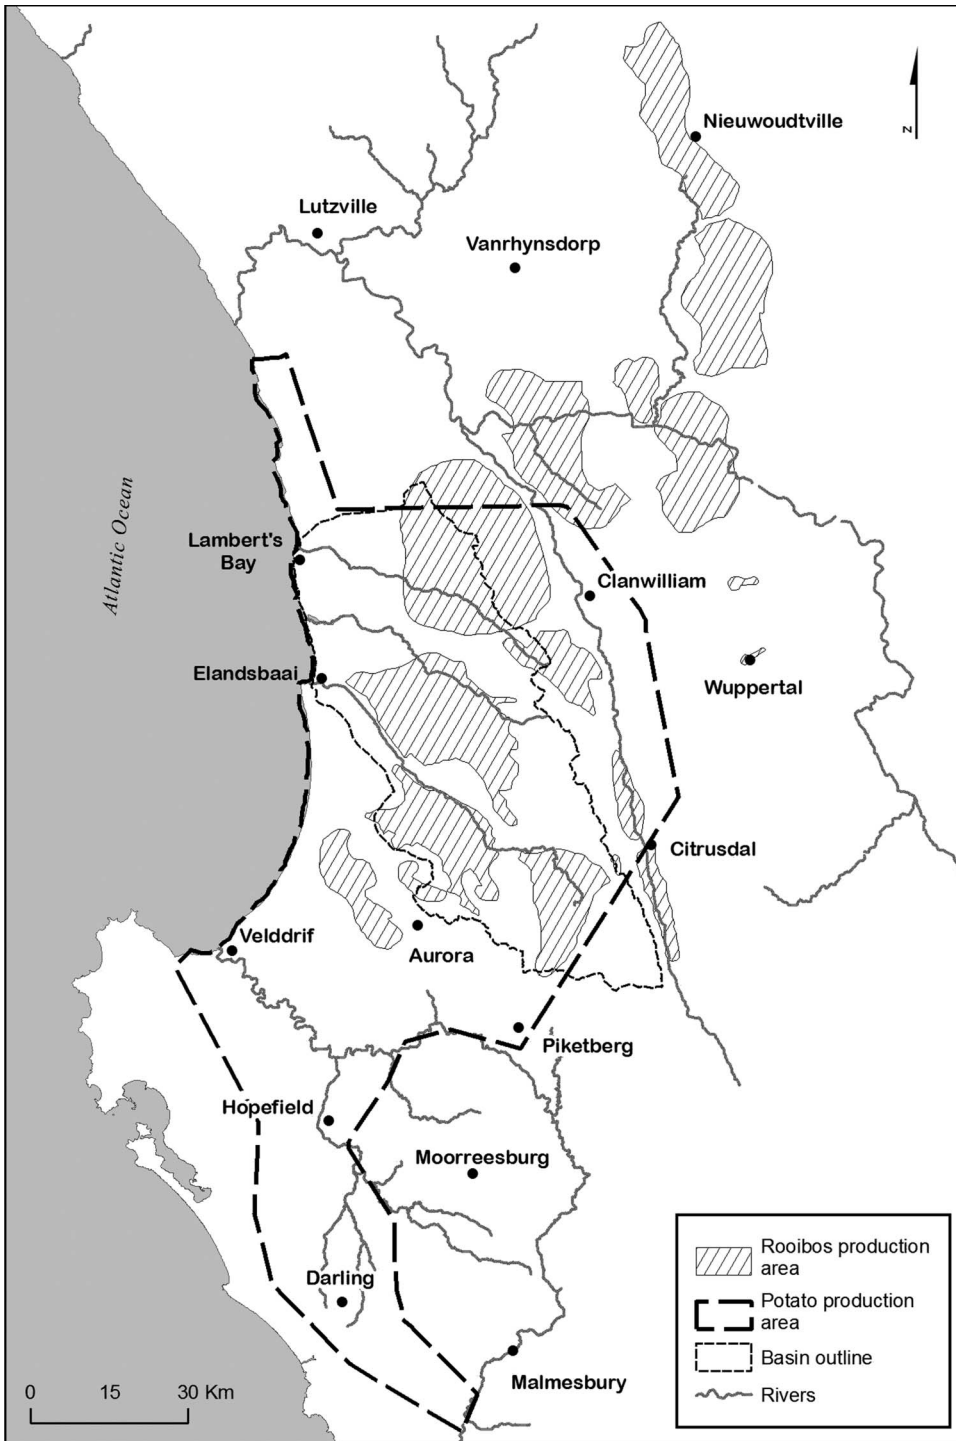 Nieuwoudtville
N
Lutzville
Vanrhynsdorp
Atlantic Ocean
Lambert's
Bay
Clanwilliam
Elandsbaai
Wuppertal
Citrusdal
Velddrif
Aurora
Piketberg
Hopefield
Moorreesburg
Darling
Malmesbury
0 15 30 Km
Rooibos production
area
Potato production
area
Basin outline
Rivers